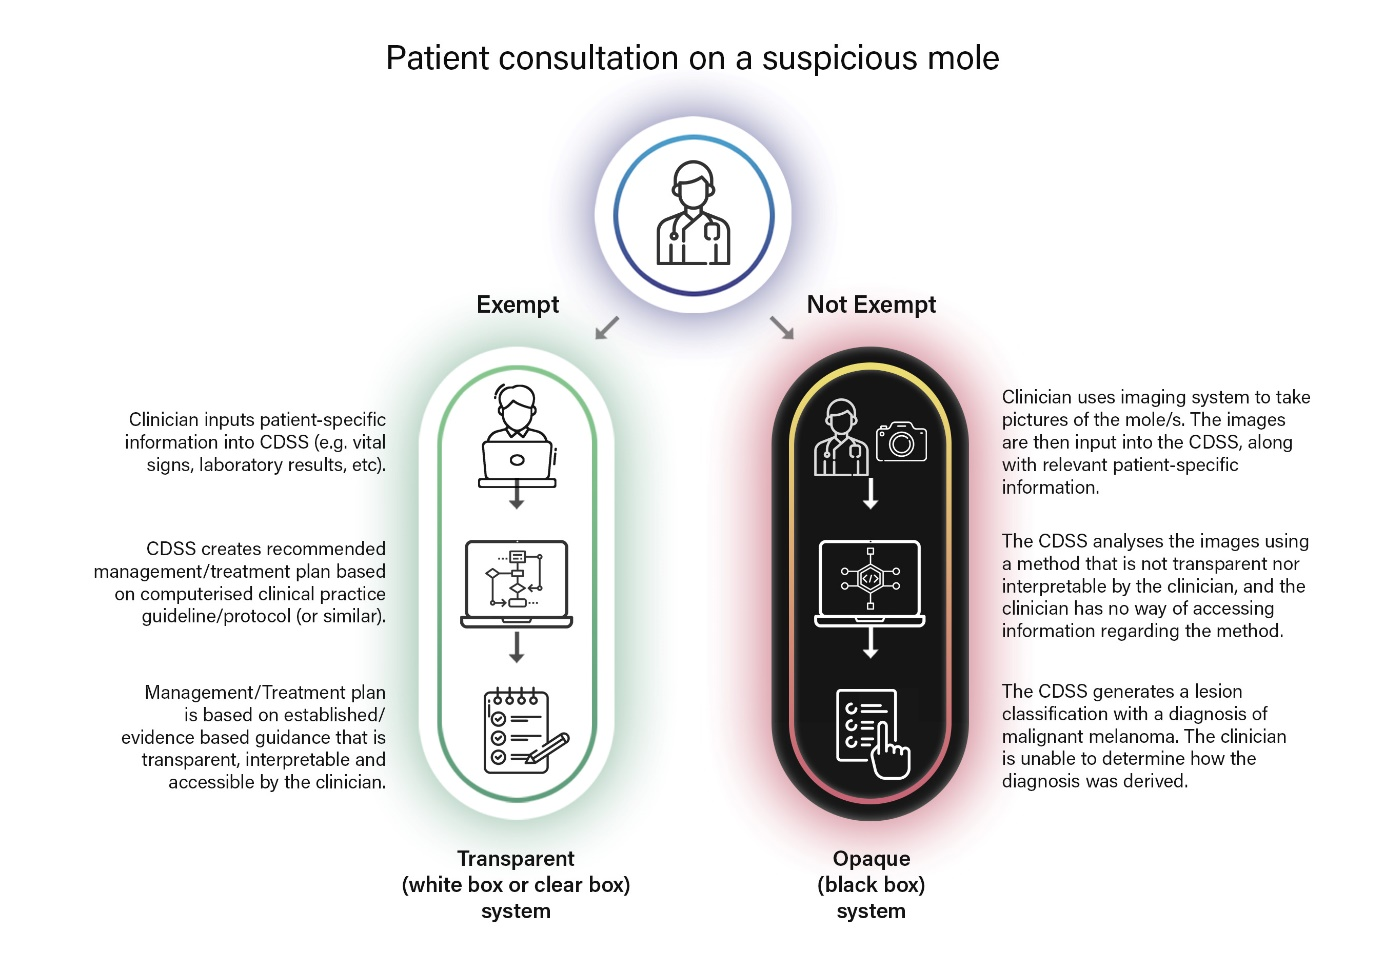 Patient consultation on a suspicious mole
Exempt
Clinician inputs patient-specific
information into CDSS (e.g. vital
signs, laboratory results, etc).
CDSS creates recommended
management/treatment plan based
on computerised clinical practice
guideline/protocol (or similar).
Management/Treatment plan
is based on established/
evidence based guidance that is
transparent, interpretable and
accessible by the clinician.
Transparent
(white box or clear box)
system
Not Exempt
Clinician uses imaging system to take
pictures of the mole/s. The images
are then input into the CDSS, along
with relevant patient-specific
information.
The CDSS analyses the images using
a method that is not transparent nor
interpretable by the clinician, and the
clinician has no way of accessing
information regarding the method.
</>
The CDSS generates a lesion
classification with a diagnosis of
malignant melanoma. The clinician
is unable to determine how the
diagnosis was derived.
Opaque
(black box)
system